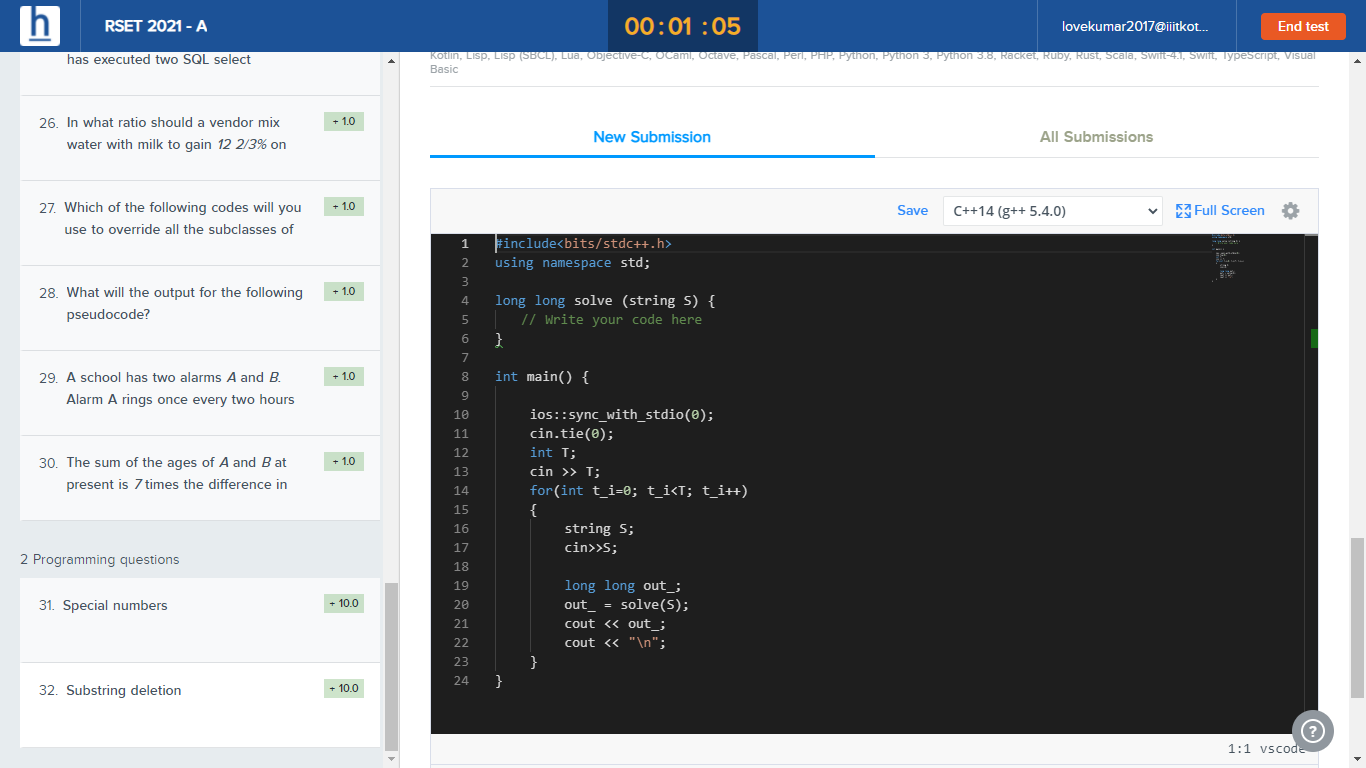 h
RSET 2021 - A
00 : 01 : 05
lovekumar2017@iiitkot...
End test
has executed two SQL select
26. In what ratio should a vendor mix
water with milk to gain 12 2/3% on
+ 1.0
27. Which of the following codes will you
use to override all the subclasses of
+ 1.0
28. What will the output for the following
pseudocode?
+ 1.0
29. A school has two alarms A and B.
Alarm A rings once every two hours
+ 1.0
30. The sum of the ages of A and B at
present is 7 times the difference in
+ 1.0
2 Programming questions
31. Special numbers
+ 10.0
32. Substring deletion
+ 10.0
Kotlin, Lisp, Lisp (SBCL), Lua, Objective-C, OCaml, Octave, Pascal, Perl, PHP, Python, Python 3, Python 3.8, Racket, Ruby, Rust, Scala, Swift-4.1, Swift, TypeScript, Visual
Basic
New Submission
All Submissions
Save
C++14 (g++ 5.4.0)
Full Screen
1 #include<bits/stdc++.h>
2 using namespace std;
3
4 long long solve (string S) {
5 // Write your code here
6 }
7
8 int main() {
9
10 ios::sync_with_stdio(0);
11 cin.tie(0);
12 int T;
13 cin >> T;
14 for(int t_i=0; t_i<T; t_i++)
15 {
16 string S;
17 cin>>S;
18
19 long long out_;
20 out_ = solve(S);
21 cout << out_;
22 cout << "\n";
23 }
24 }
?
1:1 vscode